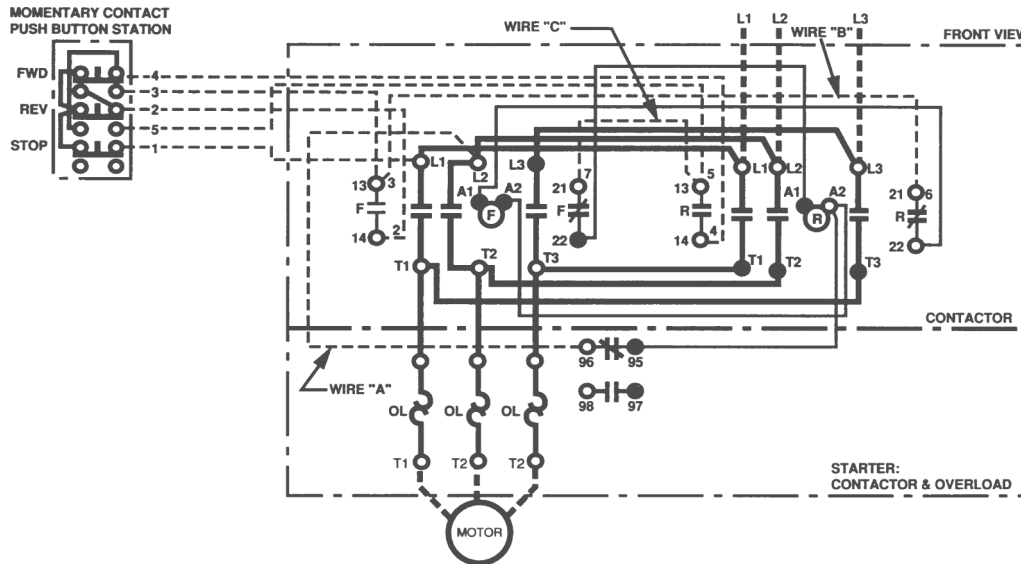 MOMENTARY CONTACT
PUSH BUTTON STATION
L1 L2 L3
WIRE "C"
WIRE "B"
FRONT VIEW
FWD
4
3
REV
2
5
STOP
1
L1
L2
L3
7
5
L1
L2
L3
13
3
A1
A2
21
13
A1
A2
21
6
F
F
F
R
R
R
14
2
22
14
4
22
T1
T2
T3
T1
T2
T3
CONTACTOR
96
95
WIRE "A"
98
97
OL
OL
OL
T1
T2
T2
STARTER:
CONTACTOR & OVERLOAD
MOTOR